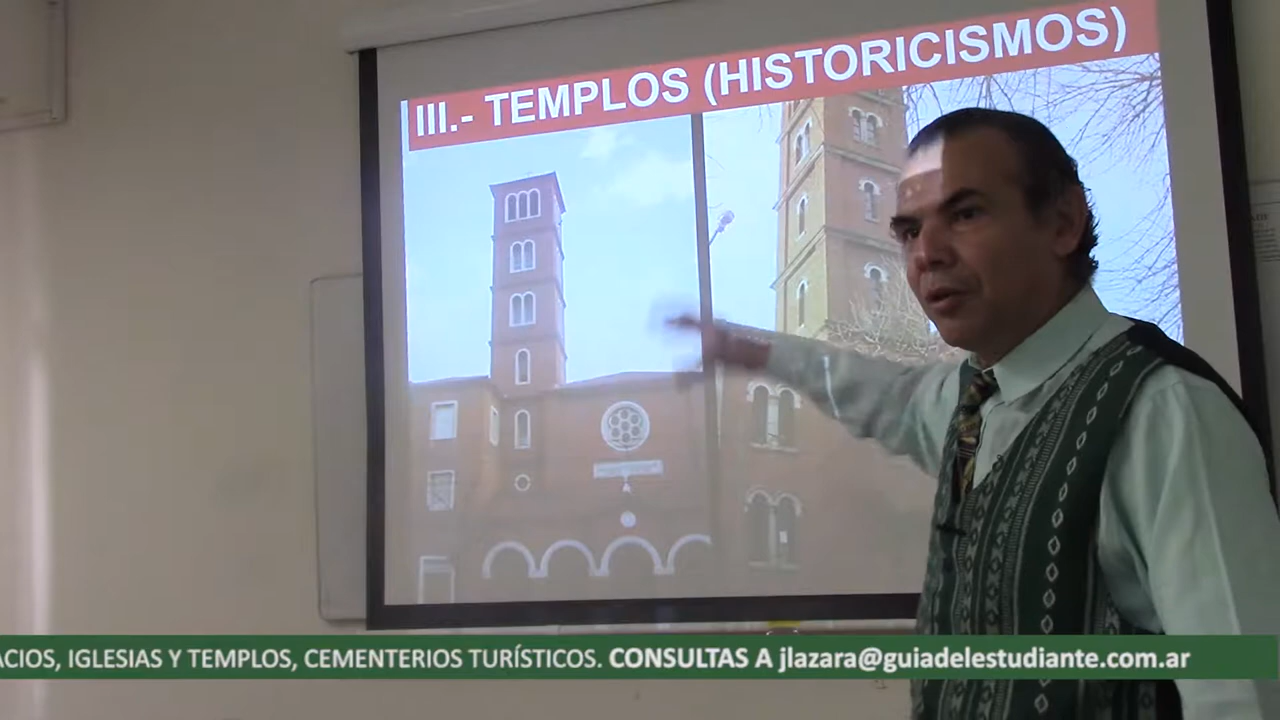 III.- TEMPLOS (HISTORICISMOS)
ACIOS, IGLESIAS Y TEMPLOS, CEMENTERIOS TURÍSTICOS. CONSULTAS A jlazara@guiadelestudiante.com.ar